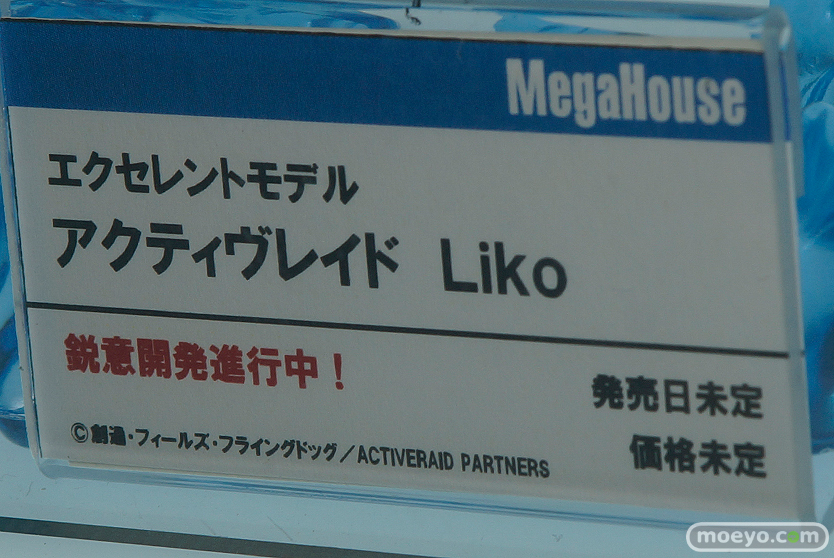 MegaHouse
エクセレントモデル
アクティヴレイド Liko
鋭意開発進行中！
発売日未定
価格未定
©創通・フィールズ・フライングドッグ／ACTIVERAID PARTNERS
moeyo.com